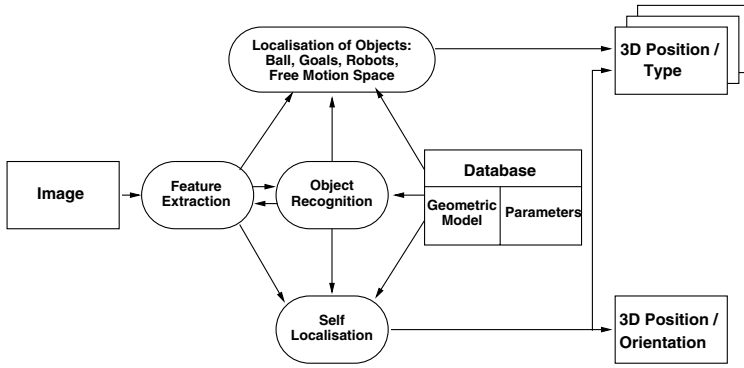 Localisation of Objects:
Ball, Goals, Robots,
Free Motion Space
3D Position /
Type
Image
Feature
Extraction
Object
Recognition
Database
Geometric
Model
Parameters
Self
Localisation
3D Position /
Orientation